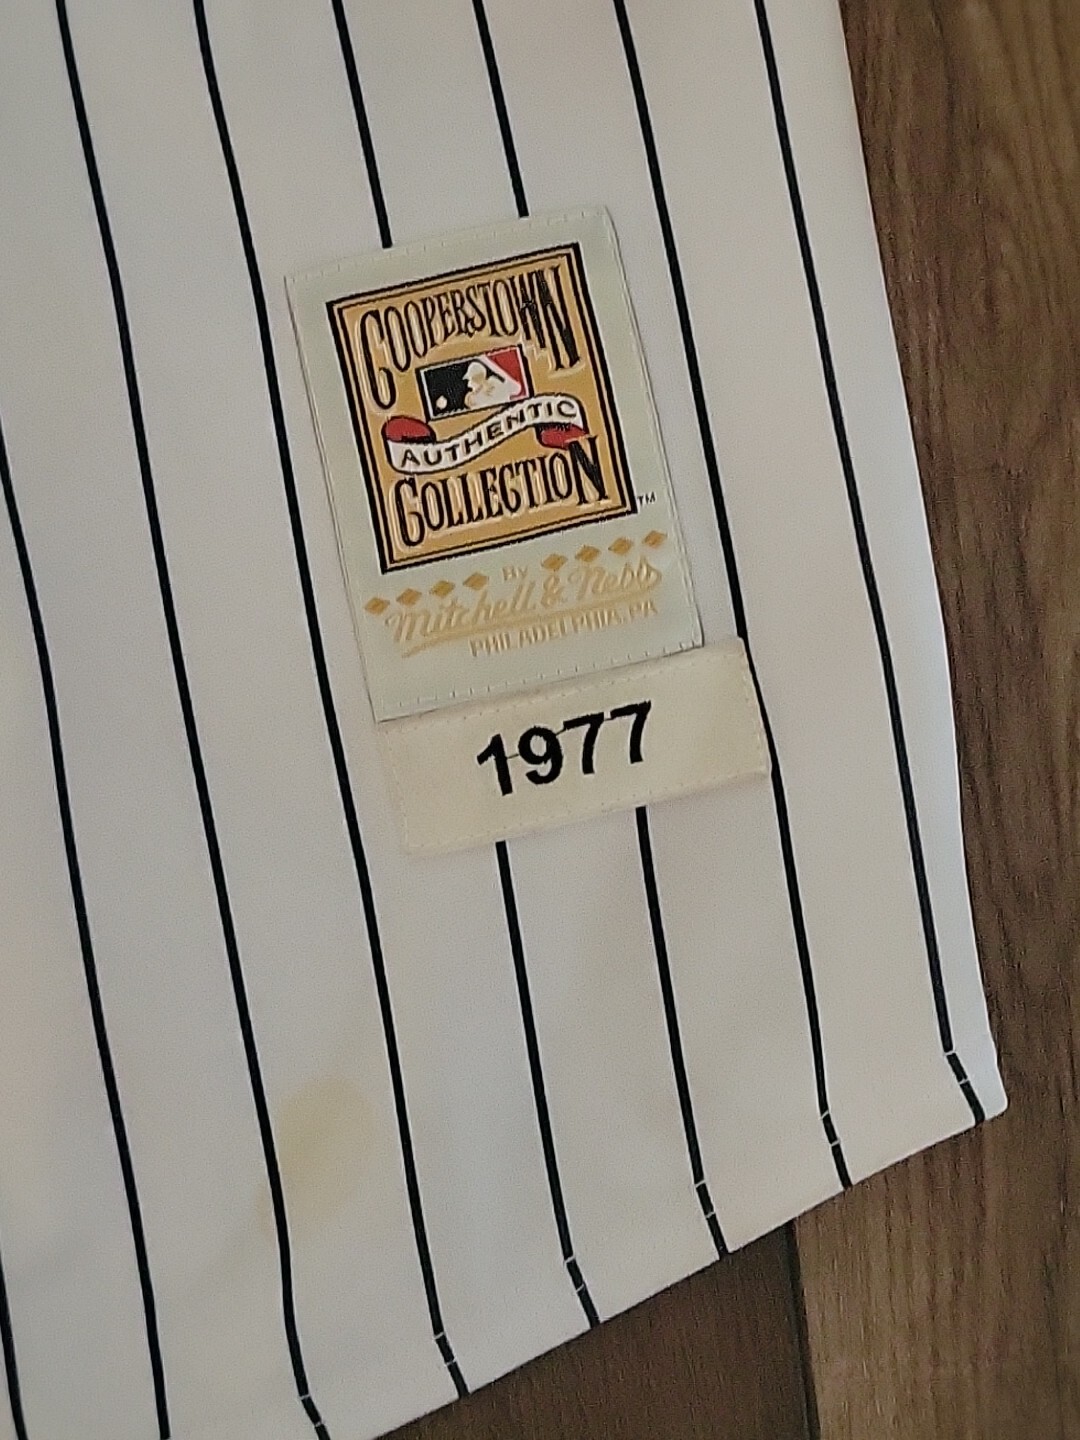 COOPERSTOWN
AUTHENTIC
COLLECTION
TM
By
Mitchell & Ness
PHILADELPHIA, PA
1977